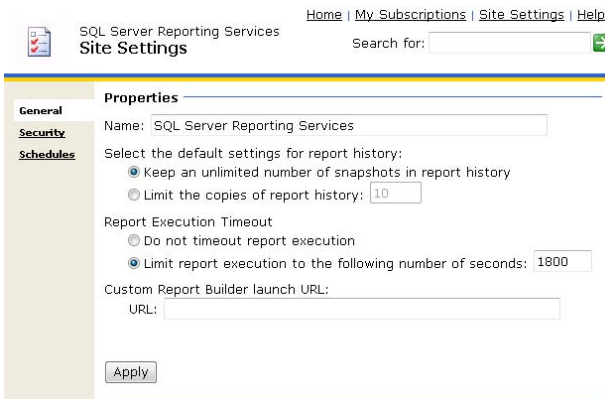 Home | My Subscriptions | Site Settings | Help
SQL Server Reporting Services
Site Settings
Search for:
General
Security
Schedules
Properties
Name: SQL Server Reporting Services
Select the default settings for report history:
Keep an unlimited number of snapshots in report history
Limit the copies of report history: 10
Report Execution Timeout
Do not timeout report execution
Limit report execution to the following number of seconds: 1800
Custom Report Builder launch URL:
URL:
Apply